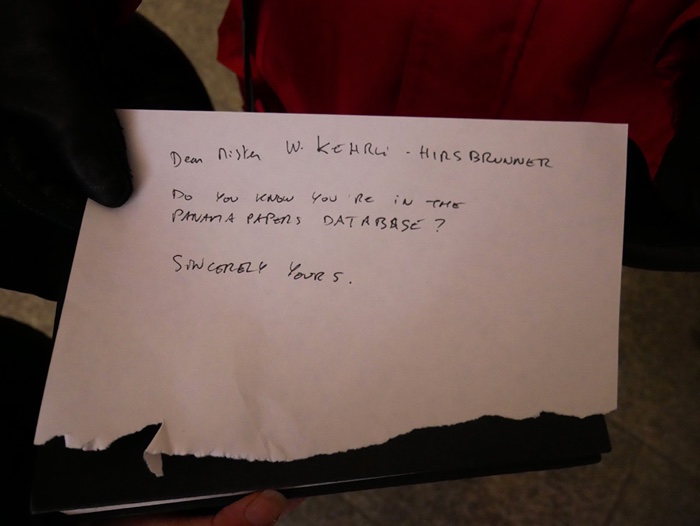 Dear Mister W. KEHRLI - HIRSBRUNNER
DO YOU KNOW YOU'RE IN THE
PANAMA PAPERS DATABASE ?
SINCERELY YOURS.